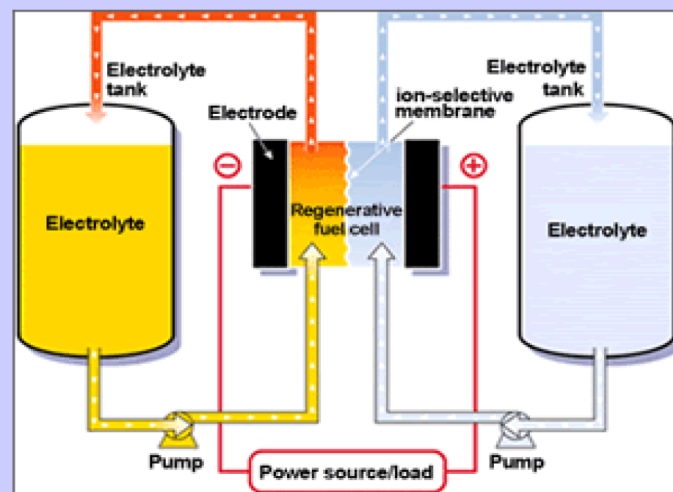 Electrolyte
tank
Electrode
ion-selective
membrane
Electrolyte
tank
−
+
Electrolyte
Regenerative
fuel cell
Electrolyte
Pump
Power source/load
Pump